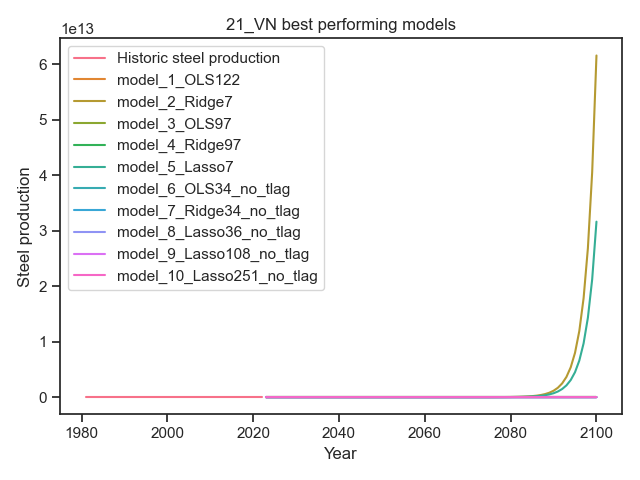 21_VN best performing models
1e13
Steel production
6
5
4
3
2
1
0
Historic steel production
model_1_OLS122
model_2_Ridge7
model_3_OLS97
model_4_Ridge97
model_5_Lasso7
model_6_OLS34_no_tlag
model_7_Ridge34_no_tlag
model_8_Lasso36_no_tlag
model_9_Lasso108_no_tlag
model_10_Lasso251_no_tlag
1980 2000 2020 2040 2060 2080 2100
Year